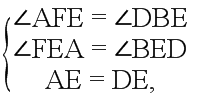 ∠AFE = ∠DBE
∠FEA = ∠BED
AE = DE,